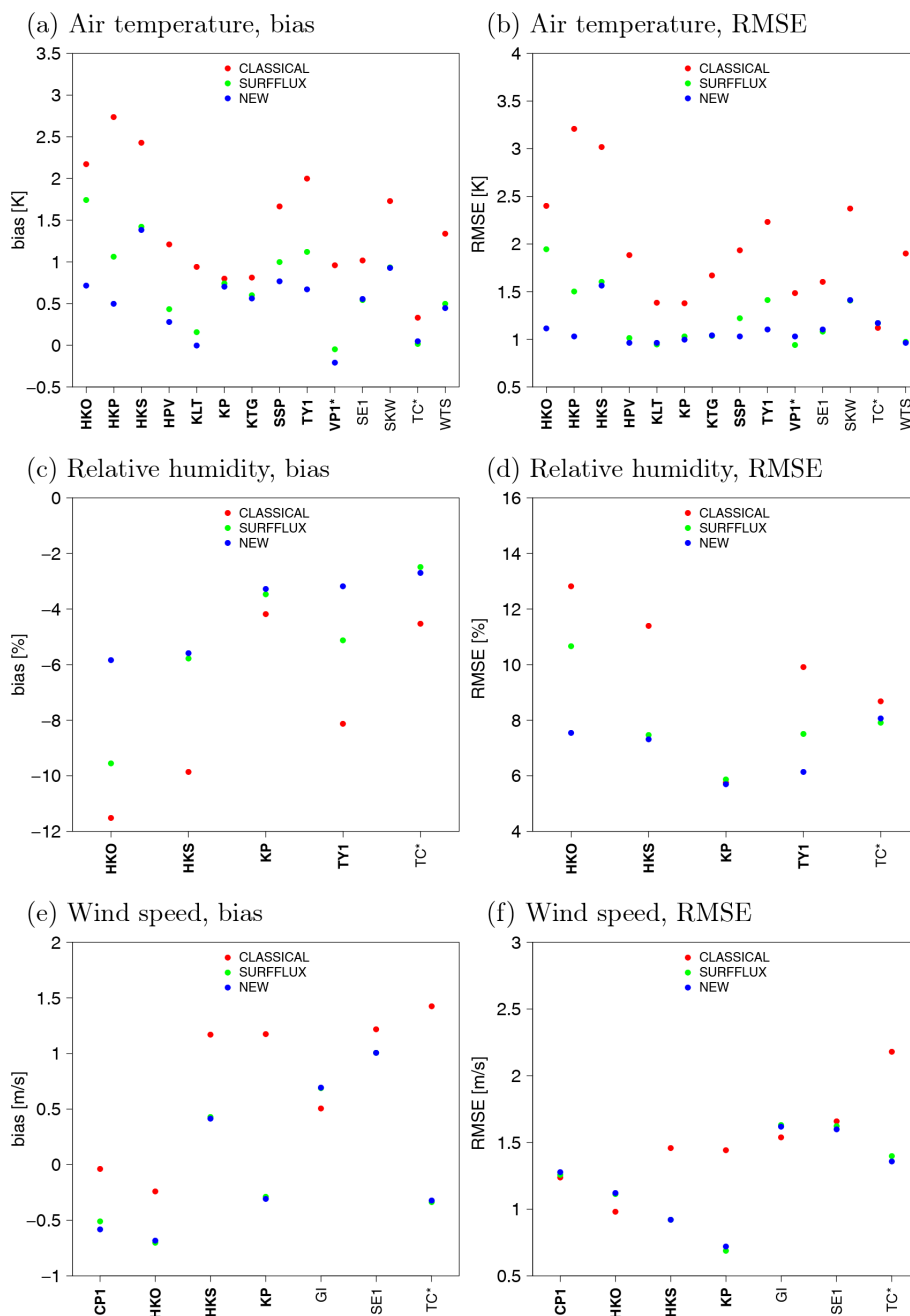 (a) Air temperature, bias
3.5
3
2.5
2
1.5
1
0.5
0
−0.5
bias [K]
CLASSICAL
SURFFLUX
NEW
HKO HKP HKS HPV KLT KP KTG SSP TY1 VP1* SE1 SKW TC* WTS
(b) Air temperature, RMSE
4
3.5
3
2.5
2
1.5
1
0.5
RMSE [K]
CLASSICAL
SURFFLUX
NEW
HKO HKP HKS HPV KLT KP KTG SSP TY1 VP1* SE1 SKW TC* WTS
(c) Relative humidity, bias
0
−2
−4
−6
−8
−10
−12
bias [%]
CLASSICAL
SURFFLUX
NEW
HKO HKS KP TY1 TC*
(d) Relative humidity, RMSE
16
14
12
10
8
6
4
RMSE [%]
CLASSICAL
SURFFLUX
NEW
HKO HKS KP TY1 TC*
(e) Wind speed, bias
2
1.5
1
0.5
0
−0.5
−1
bias [m/s]
CLASSICAL
SURFFLUX
NEW
CP1 HKO HKS KP GI SE1 TC*
(f) Wind speed, RMSE
3
2.5
2
1.5
1
0.5
RMSE [m/s]
CLASSICAL
SURFFLUX
NEW
CP1 HKO HKS KP GI SE1 TC*